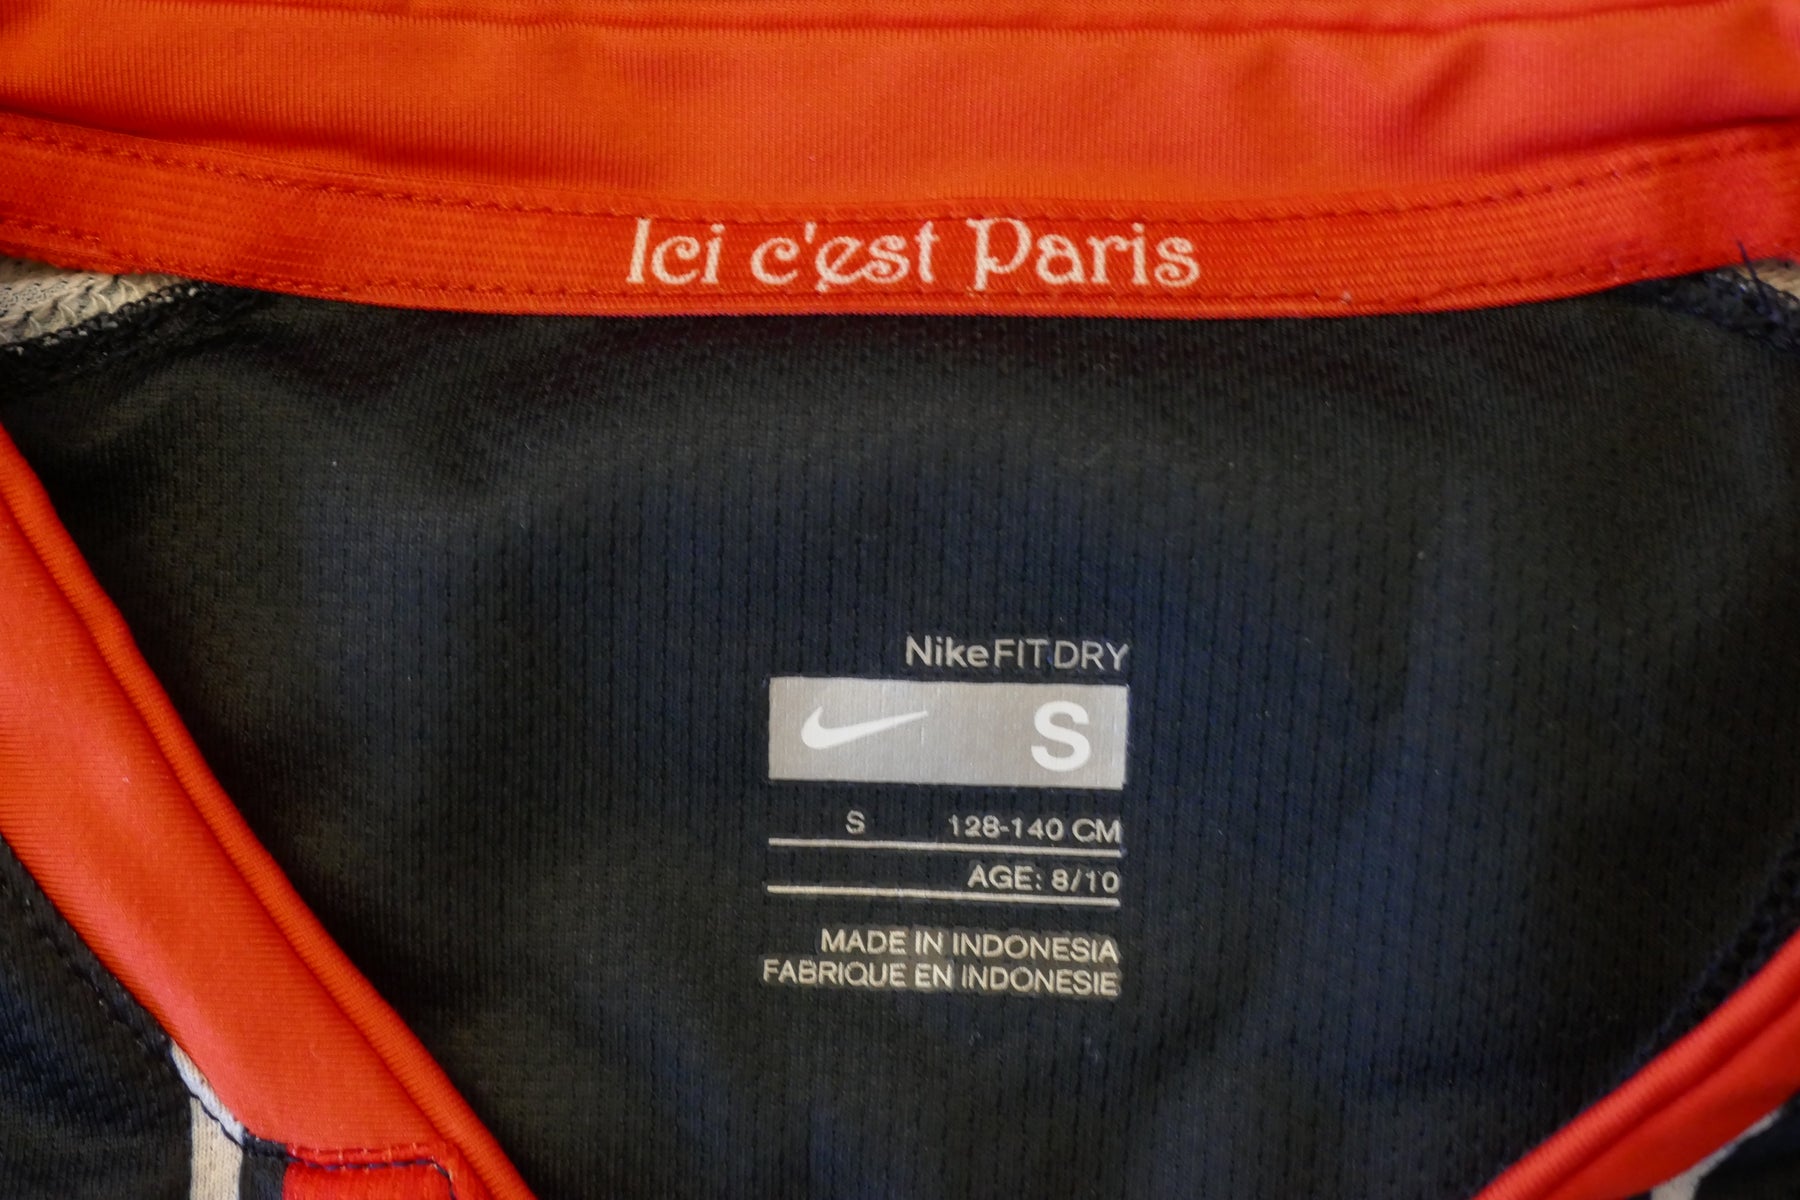 Ici c'est Paris
NikeFITDRY
S
S 128-140 CM
AGE: 8/10
MADE IN INDONESIA
FABRIQUE EN INDONESIE